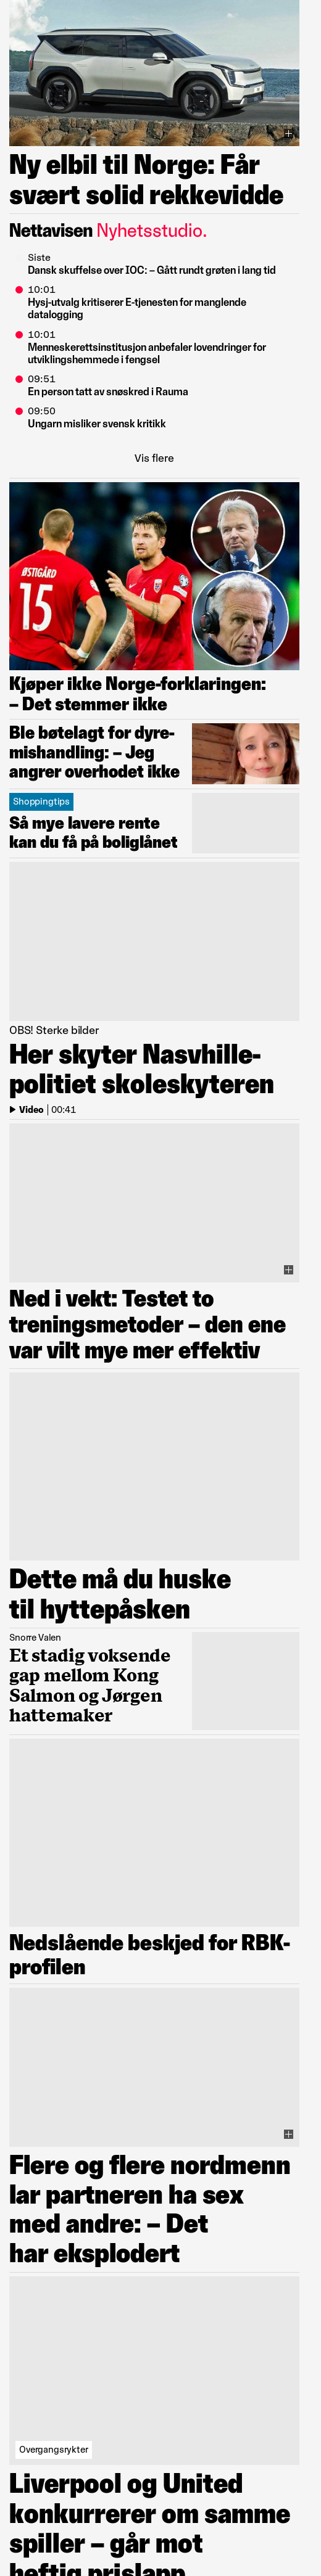 Ny elbil til Norge: Får
svært solid rekkevidde
Nettavisen Nyhetsstudio.
Siste
Dansk skuffelse over IOC: – Gått rundt grøten i lang tid
10:01
Hysj-utvalg kritiserer E-tjenesten for manglende
datalogging
10:01
Menneskerettsinstitusjon anbefaler lovendringer for
utviklingshemmede i fengsel
09:51
En person tatt av snøskred i Rauma
09:50
Ungarn misliker svensk kritikk
Vis flere
ØSTIGÅRD
15
Kjøper ikke Norge-forklaringen:
– Det stemmer ikke
Ble bøtelagt for dyre-
mishandling: – Jeg
angrer overhodet ikke
Shoppingtips
Så mye lavere rente
kan du få på boliglånet
OBS! Sterke bilder
Her skyter Nasvhille-
politiet skoleskyteren
Video | 00:41
Ned i vekt: Testet to
treningsmetoder – den ene
var vilt mye mer effektiv
Dette må du huske
til hyttepåsken
Snorre Valen
Et stadig voksende
gap mellom Kong
Salmon og Jørgen
hattemaker
Nedslående beskjed for RBK-
profilen
Flere og flere nordmenn
lar partneren ha sex
med andre: – Det
har eksplodert
Overgangsrykter
Liverpool og United
konkurrerer om samme
spiller – går mot
heftig prislapp